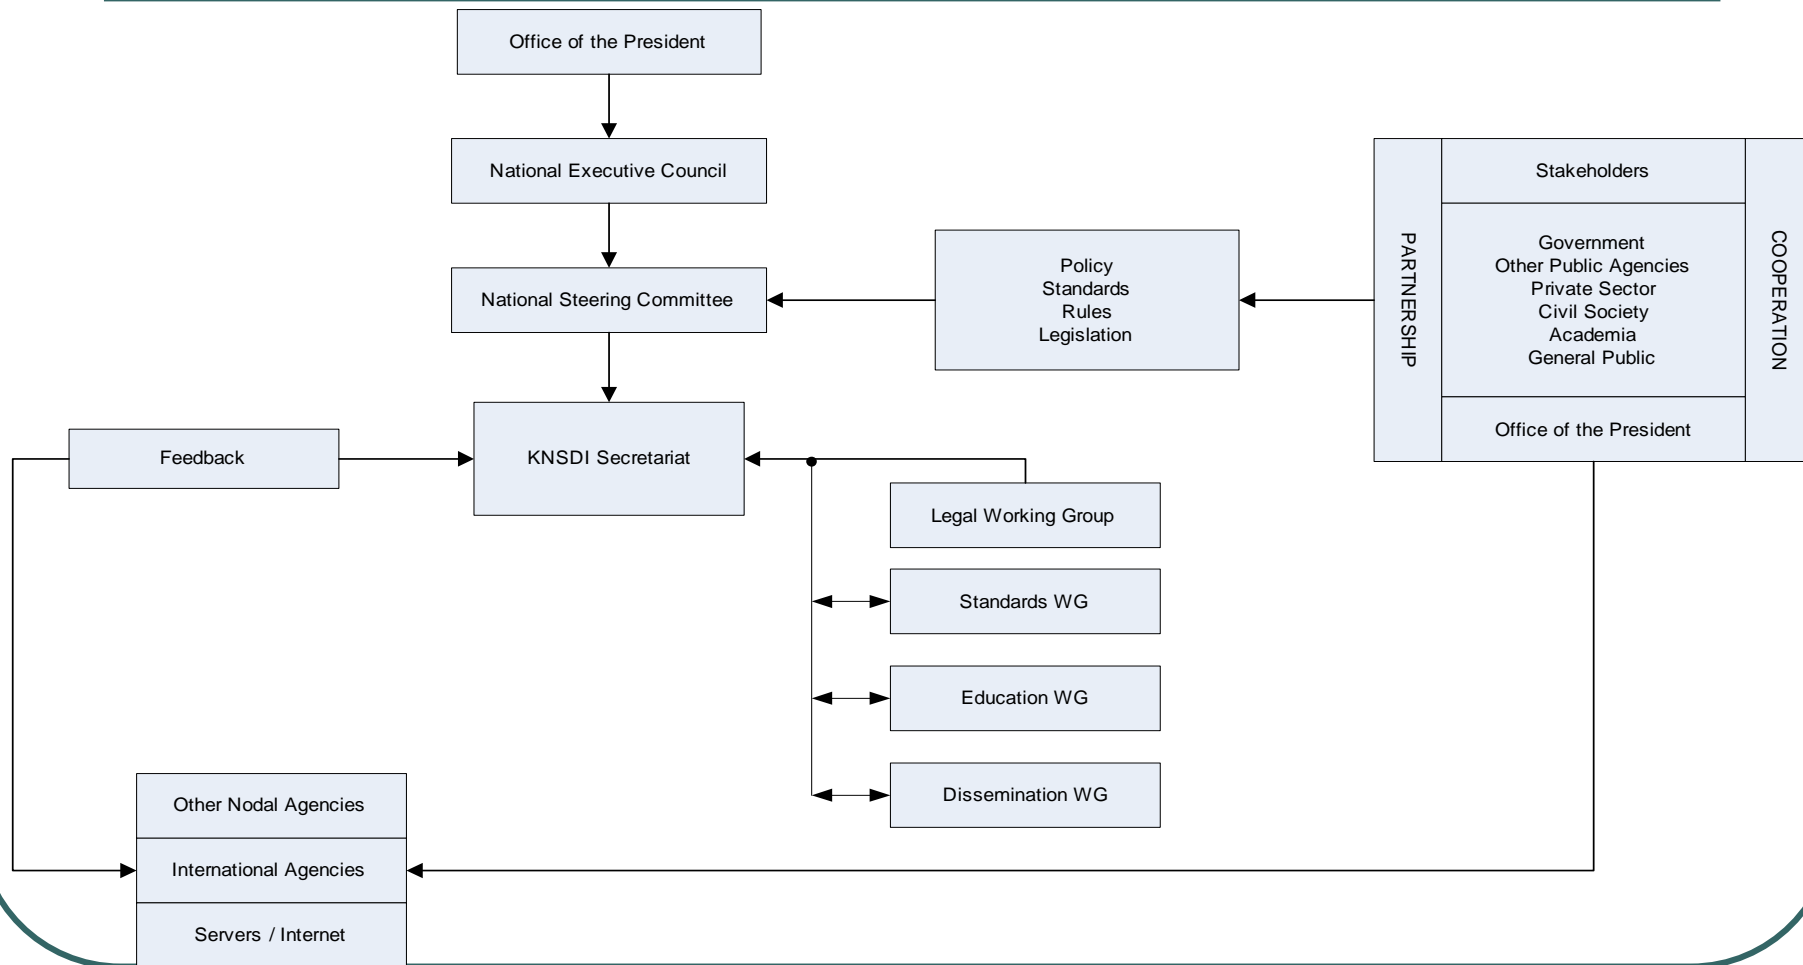 Office of the President
National Executive Council
National Steering Committee
Policy
Standards
Rules
Legislation
PARTNERSHIP
Stakeholders
Government
Other Public Agencies
Private Sector
Civil Society
Academia
General Public
Office of the President
COOPERATION
Feedback
KNSDI Secretariat
Legal Working Group
Standards WG
Education WG
Dissemination WG
Other Nodal Agencies
International Agencies
Servers / Internet